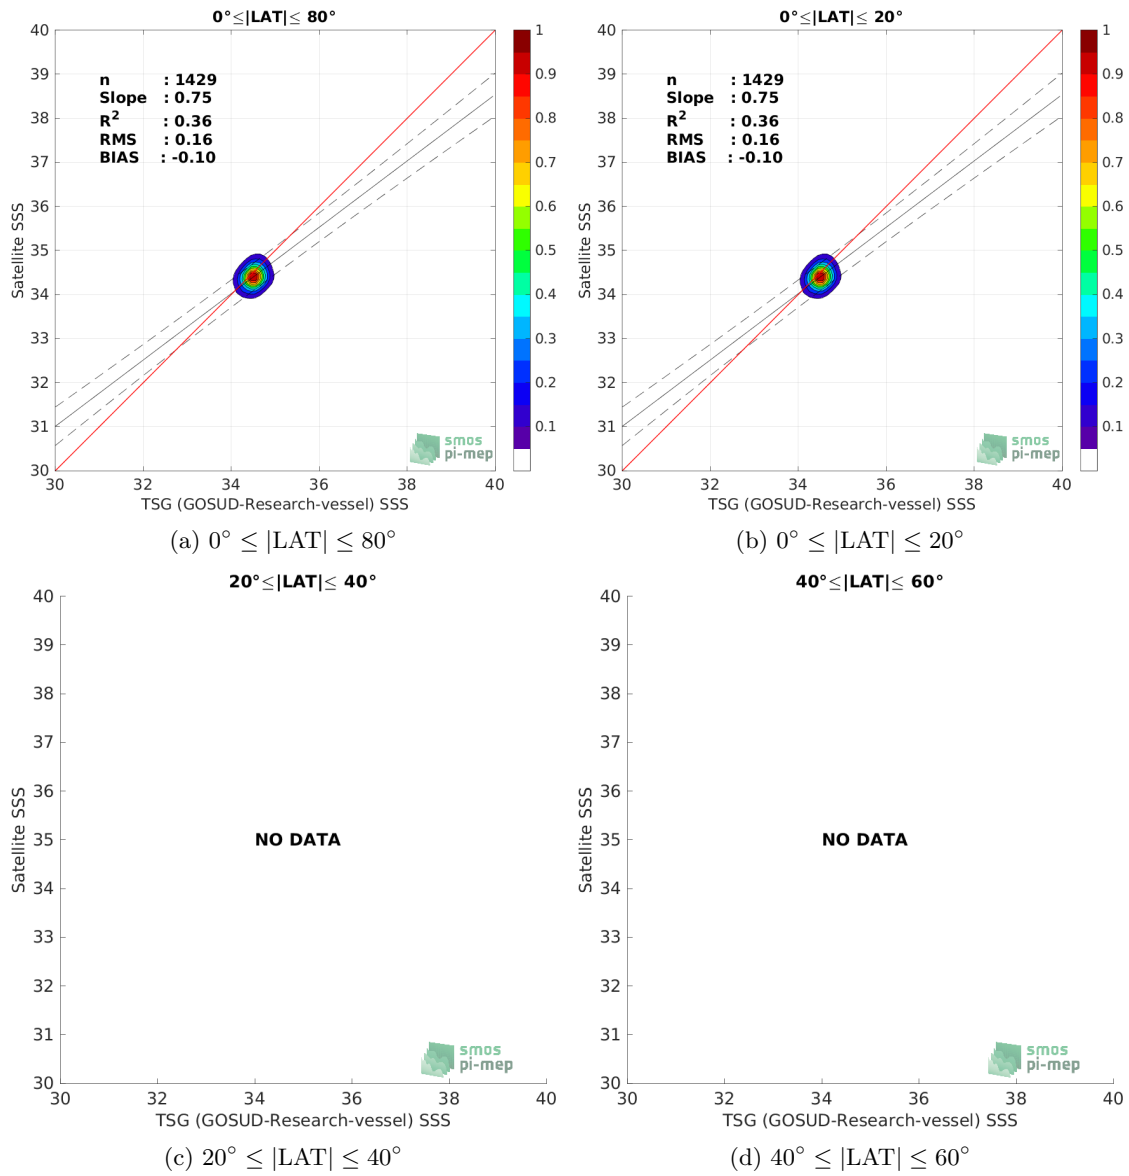 0°≤|LAT|≤ 80°
40
39
38
37
36
35
34
33
32
31
30
Satellite SSS
n : 1429
Slope : 0.75
R² : 0.36
RMS : 0.16
BIAS : -0.10
smos
pi-mep
30 32 34 36 38 40
TSG (GOSUD-Research-vessel) SSS
1
0.9
0.8
0.7
0.6
0.5
0.4
0.3
0.2
0.1
(a) 0° ≤ |LAT| ≤ 80°
0°≤|LAT|≤ 20°
40
39
38
37
36
35
34
33
32
31
30
Satellite SSS
n : 1429
Slope : 0.75
R² : 0.36
RMS : 0.16
BIAS : -0.10
smos
pi-mep
30 32 34 36 38 40
TSG (GOSUD-Research-vessel) SSS
1
0.9
0.8
0.7
0.6
0.5
0.4
0.3
0.2
0.1
(b) 0° ≤ |LAT| ≤ 20°
20°≤|LAT|≤ 40°
40
39
38
37
36
35
34
33
32
31
30
Satellite SSS
NO DATA
smos
pi-mep
30 32 34 36 38 40
TSG (GOSUD-Research-vessel) SSS
(c) 20° ≤ |LAT| ≤ 40°
40°≤|LAT|≤ 60°
40
39
38
37
36
35
34
33
32
31
30
Satellite SSS
NO DATA
smos
pi-mep
30 32 34 36 38 40
TSG (GOSUD-Research-vessel) SSS
(d) 40° ≤ |LAT| ≤ 60°